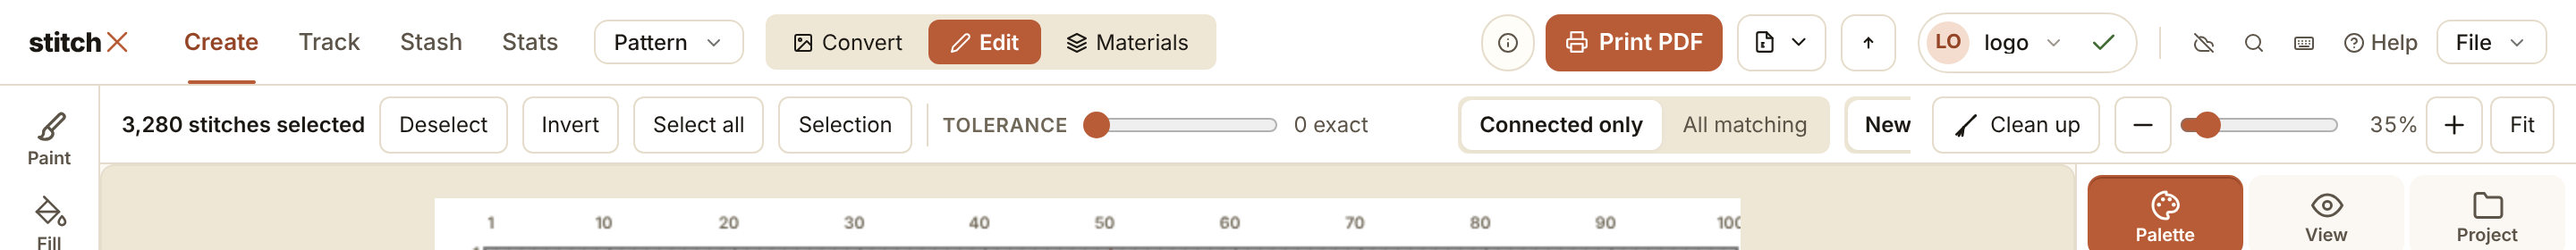 stitch
Create Track Stash Stats Pattern Convert Edit Materials Print PDF LO logo Help File
3,280 stitches selected Deselect Invert Select all Selection TOLERANCE 0 exact Connected only All matching New Clean up 35% Fit
Paint
Fill
1 10 20 30 40 50 60 70 80 90 100
Palette View Project